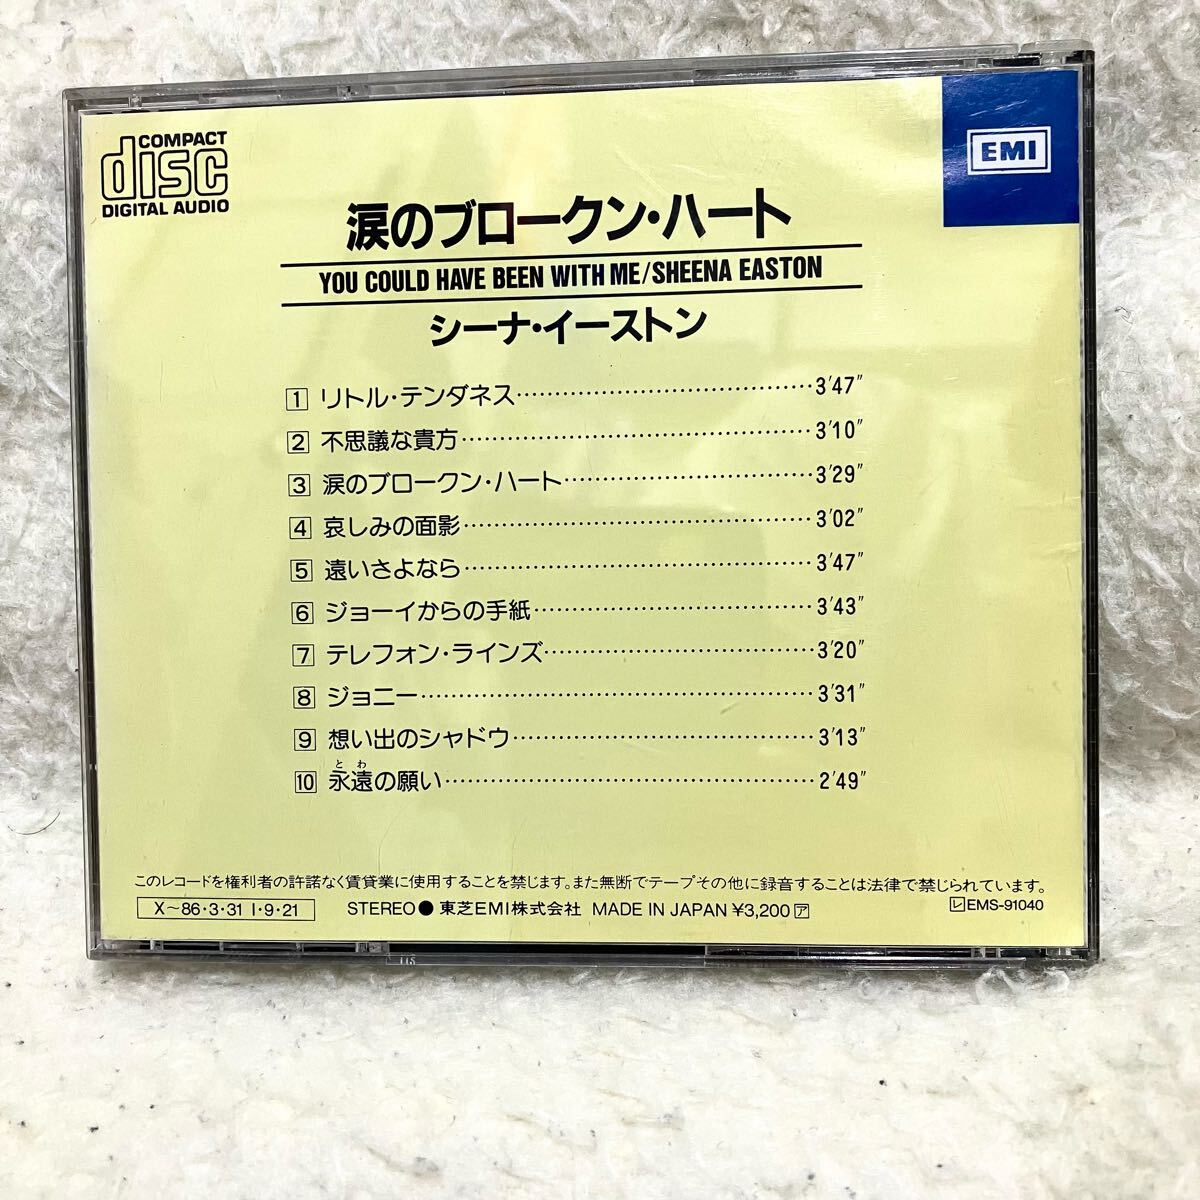 COMPACT
disc
DIGITAL AUDIO
EMI
涙のブロークン・ハート
YOU COULD HAVE BEEN WITH ME/SHEENA EASTON
シーナ・イーストン
1 リトル・テンダネス……………………………3′47″
2 不思議な貴方……………………………………3′10″
3 涙のブロークン・ハート………………………3′29″
4 哀しみの面影……………………………………3′02″
5 遠いさよなら……………………………………3′47″
6 ジョーイからの手紙……………………………3′43″
7 テレフォン・ラインズ…………………………3′20″
8 ジョニー…………………………………………3′31″
9 想い出のシャドウ………………………………3′13″
とわ
10 永遠の願い………………………………………2′49″
このレコードを権利者の許諾なく賃貸業に使用することを禁じます。また無断でテープその他に録音することは法律で禁じられています。
X〜86・3・31 I・9・21 STEREO● 東芝EMI株式会社 MADE IN JAPAN ¥3,200 ア レ EMS-91040